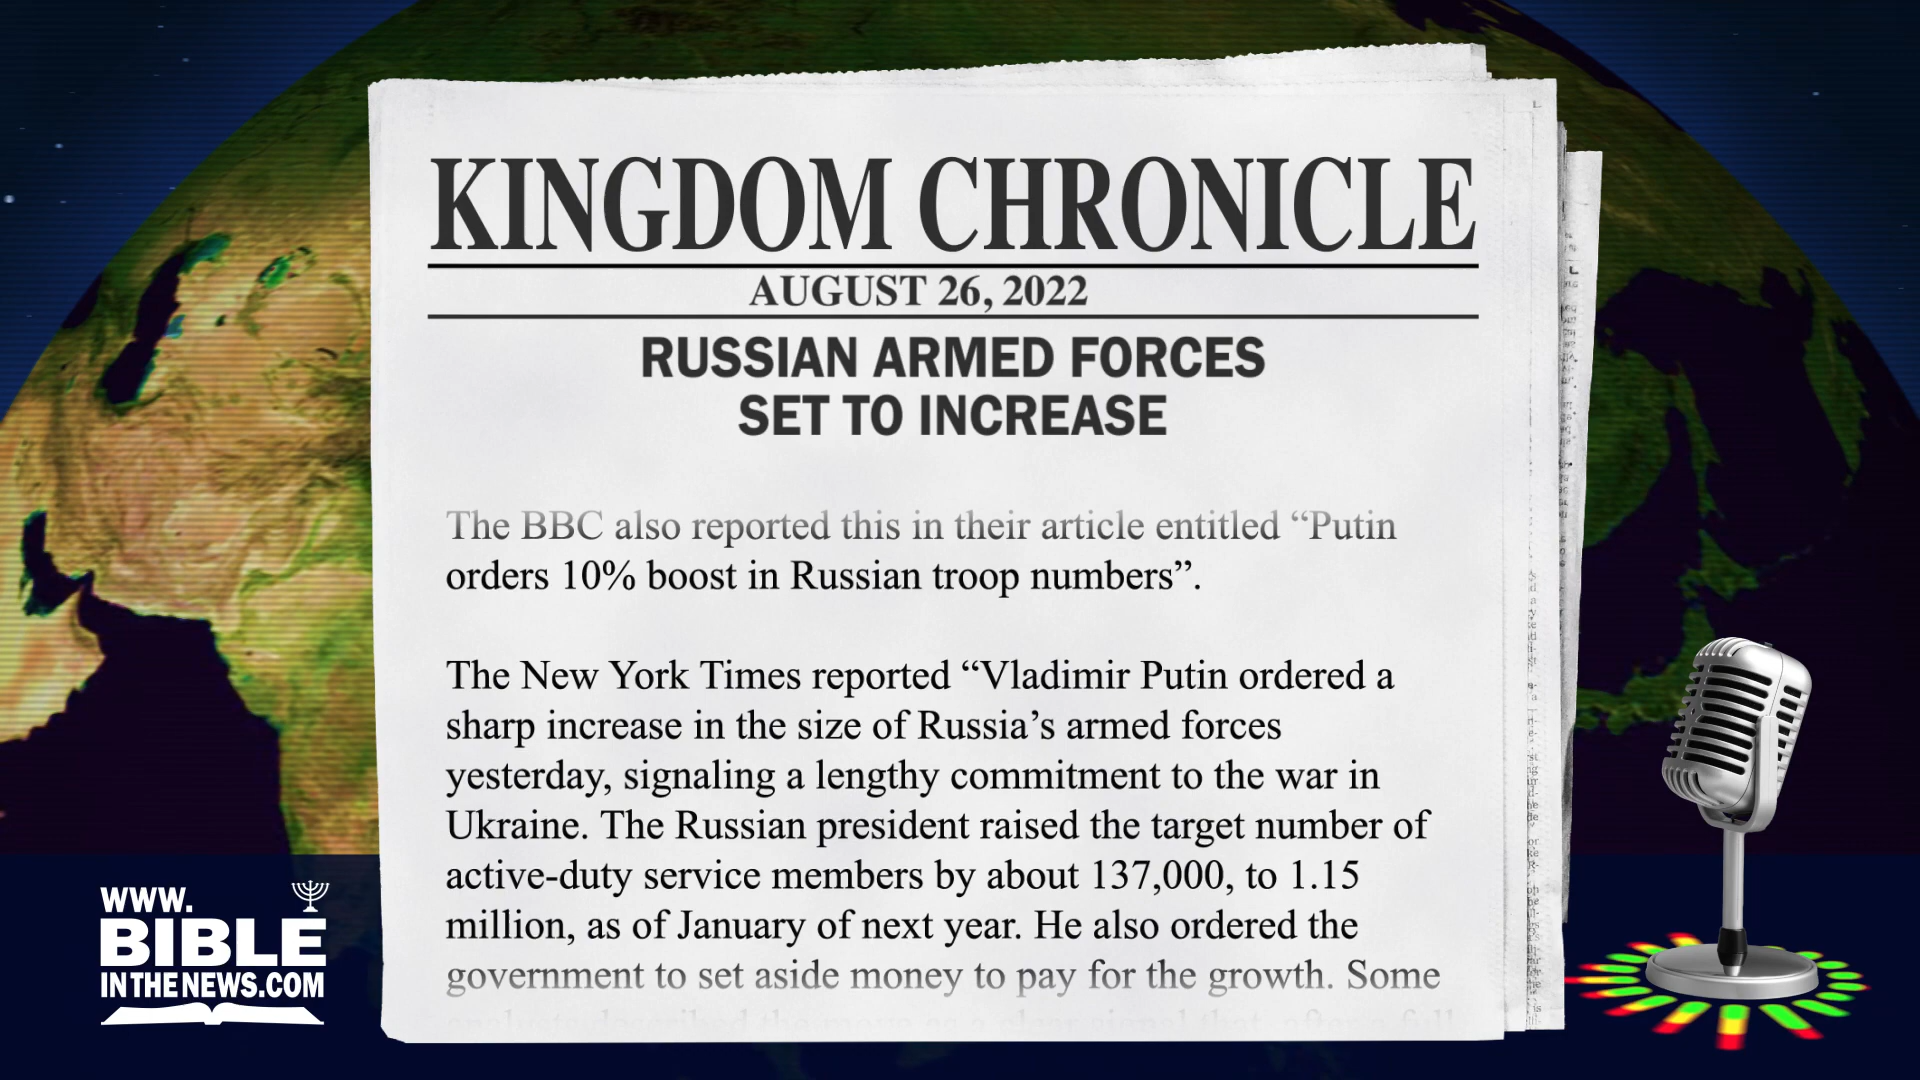 KINGDOM CHRONICLE
AUGUST 26, 2022
RUSSIAN ARMED FORCES
SET TO INCREASE
The BBC also reported this in their article entitled “Putin
orders 10% boost in Russian troop numbers”.
The New York Times reported “Vladimir Putin ordered a
sharp increase in the size of Russia’s armed forces
yesterday, signaling a lengthy commitment to the war in
Ukraine. The Russian president raised the target number of
active-duty service members by about 137,000, to 1.15
million, as of January of next year. He also ordered the
government to set aside money to pay for the growth. Some
WWW.
BIBLE
IN THE NEWS.COM